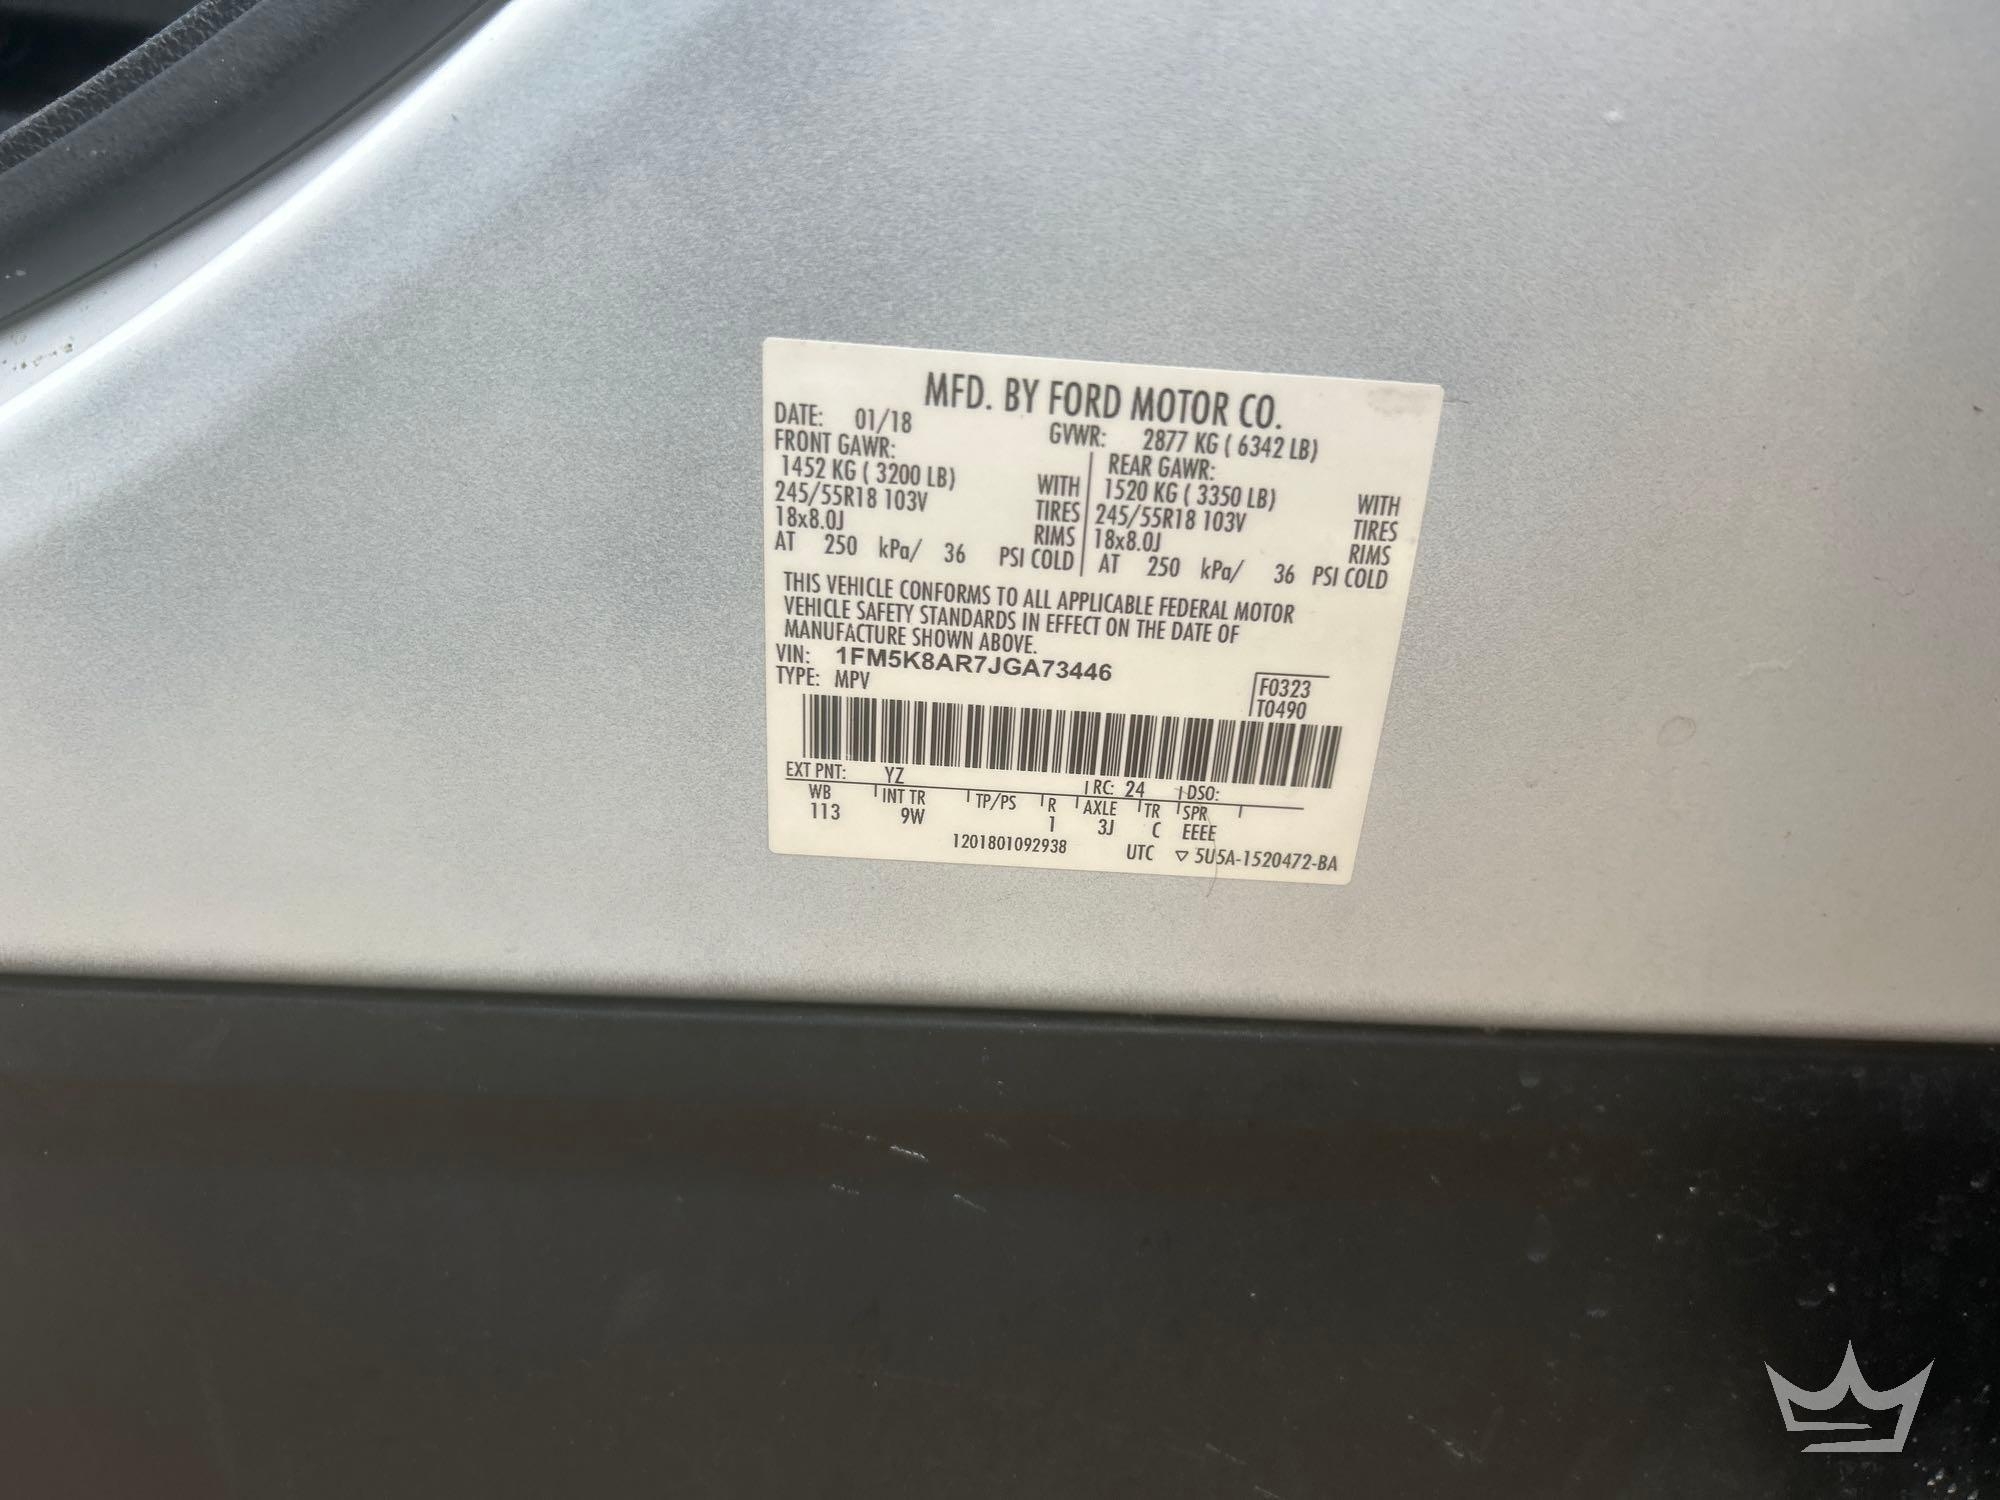 MFD. BY FORD MOTOR CO.
DATE: 01/18 GVWR: 2877 KG ( 6342 LB)
FRONT GAWR: REAR GAWR:
1452 KG ( 3200 LB) WITH 1520 KG ( 3350 LB) WITH
245/55R18 103V TIRES 245/55R18 103V TIRES
18x8.0J RIMS 18x8.0J RIMS
AT 250 kPa/ 36 PSI COLD AT 250 kPa/ 36 PSI COLD
THIS VEHICLE CONFORMS TO ALL APPLICABLE FEDERAL MOTOR
VEHICLE SAFETY STANDARDS IN EFFECT ON THE DATE OF
MANUFACTURE SHOWN ABOVE.
VIN: 1FM5K8AR7JGA73446
TYPE: MPV
F0323
T0490
EXT PNT: YZ RC: 24 DSO:
WB INT TR TP/PS R AXLE TR SPR
113 9W 1 3J C EEEE
1201801092938 UTC ▽ 5U5A-1520472-BA